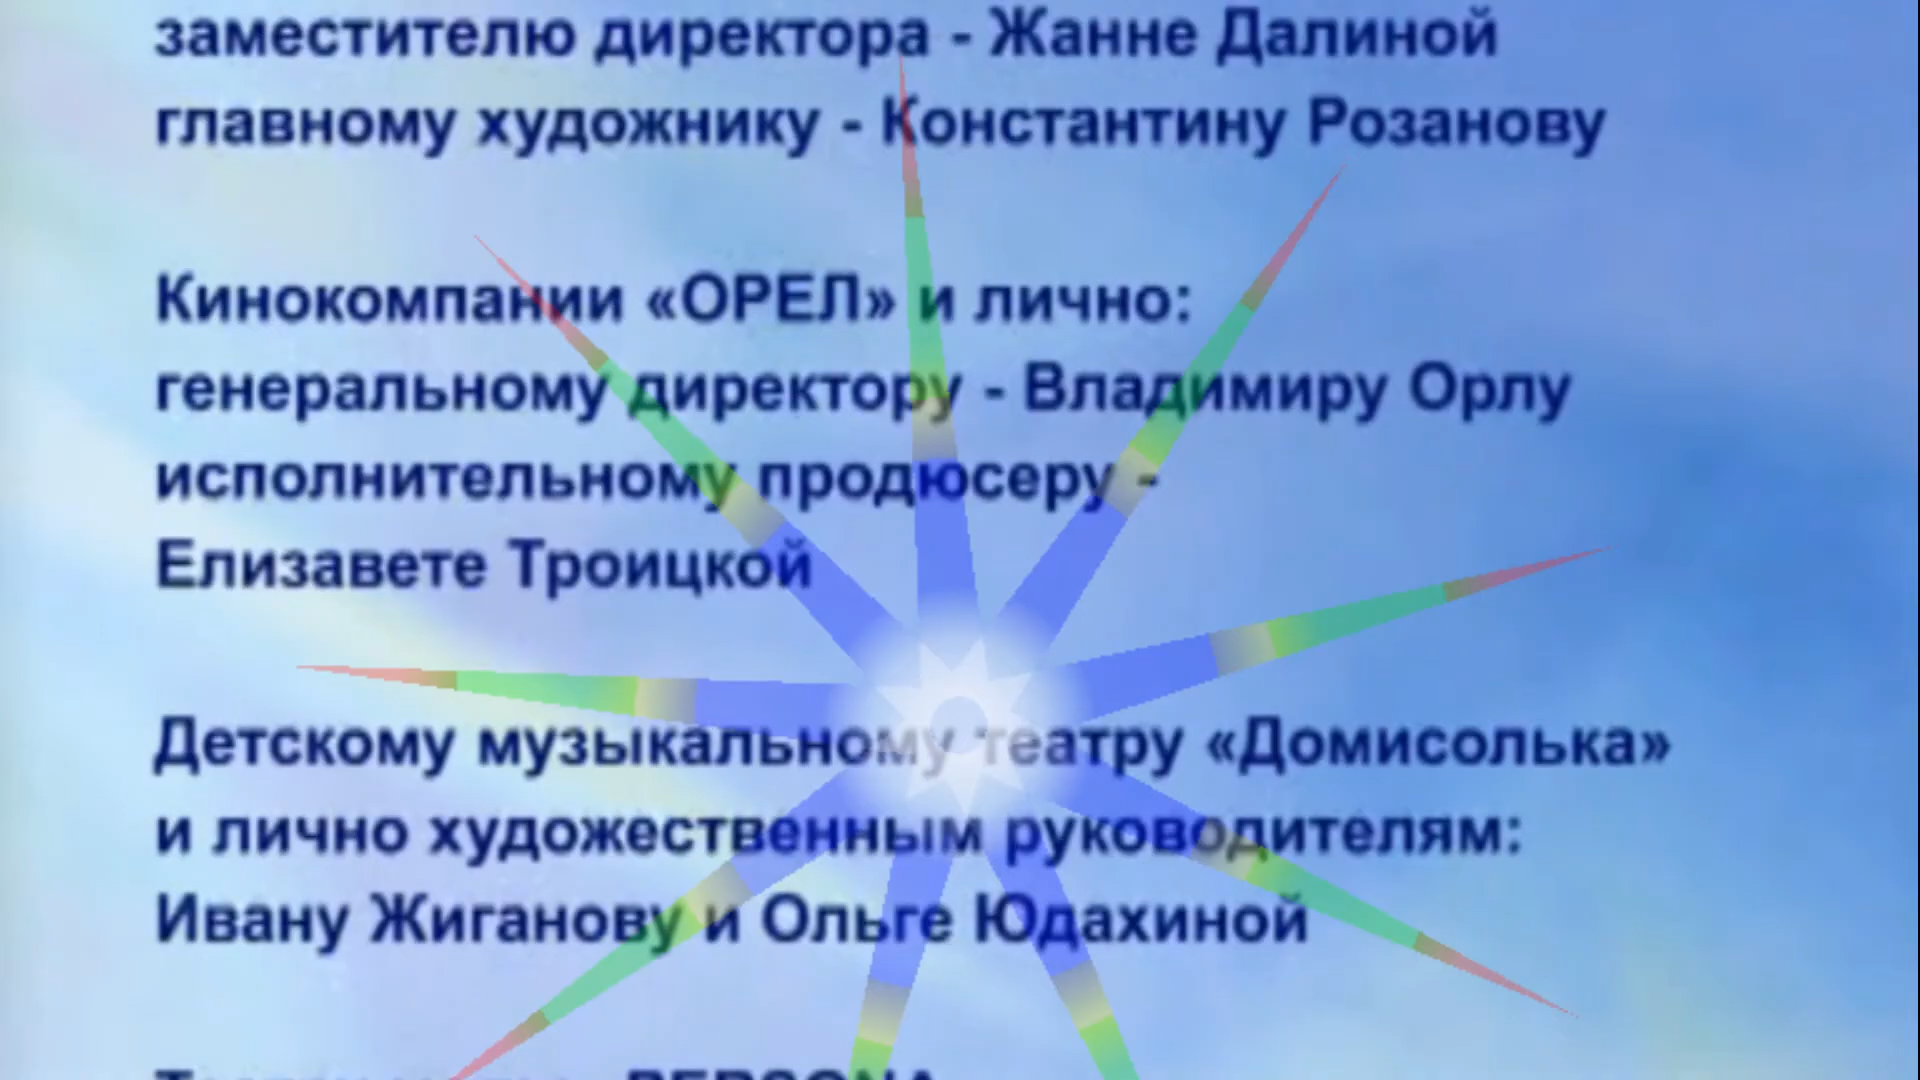 заместителю директора - Жанне Далиной
главному художнику - Константину Розанову
Кинокомпании «ОРЕЛ» и лично:
генеральному директору - Владимиру Орлу
исполнительному продюсеру -
Елизавете Троицкой
Детскому музыкальному театру «Домисолька»
и лично художественным руководителям:
Ивану Жиганову и Ольге Юдахиной
PERSONA